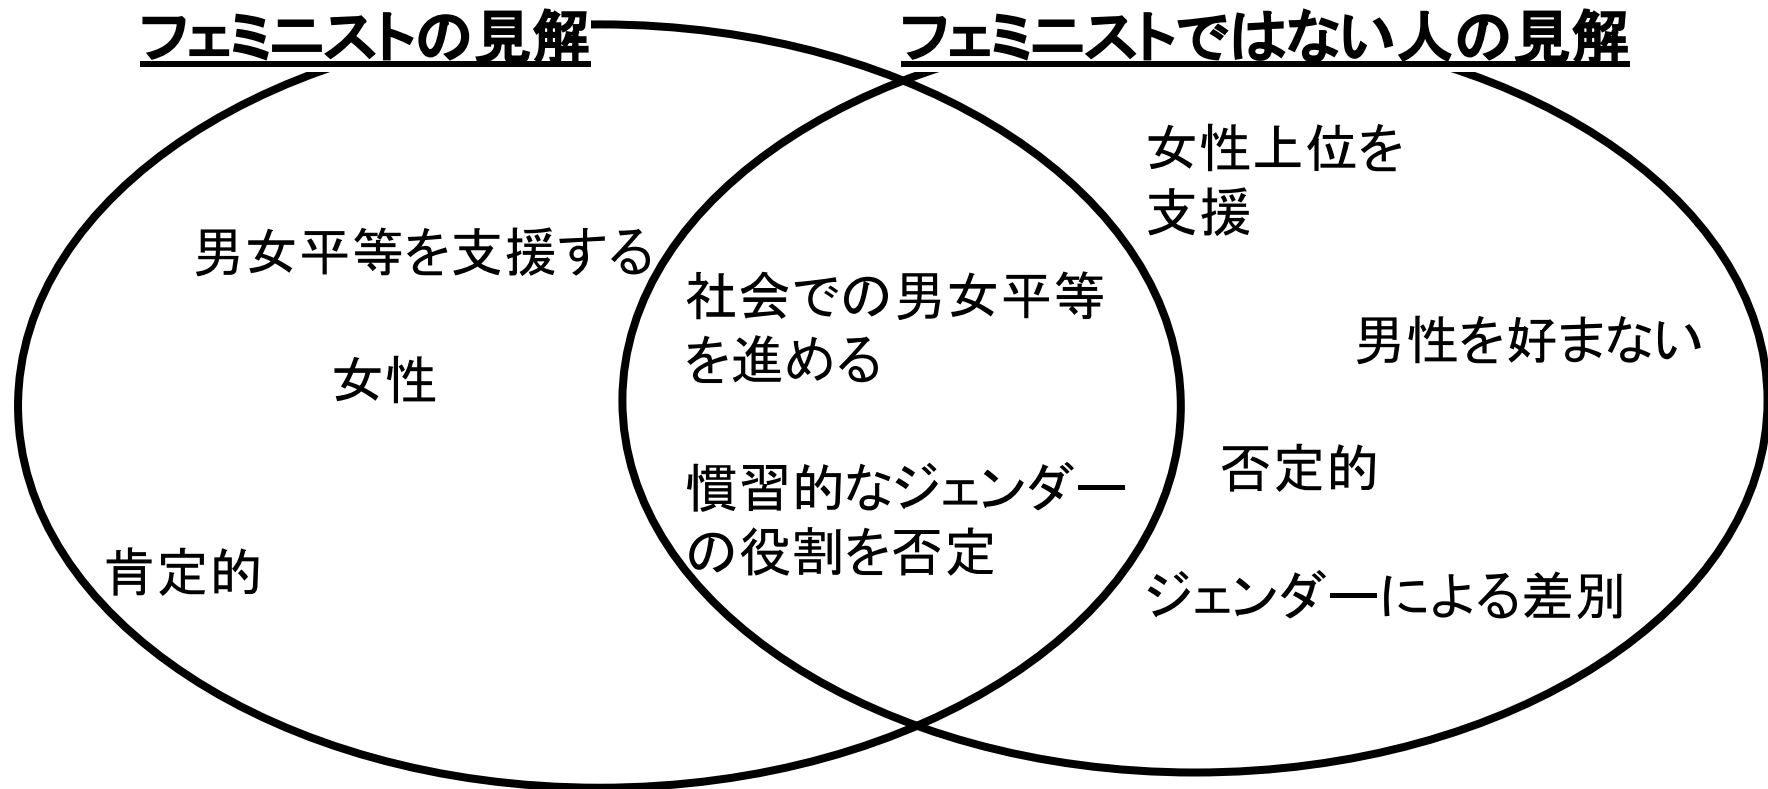 フェミニストの見解
フェミニストではない人の見解
男女平等を支援する
女性
肯定的
社会での男女平等
を進める
慣習的なジェンダー
の役割を否定
女性上位を
支援
男性を好まない
否定的
ジェンダーによる差別